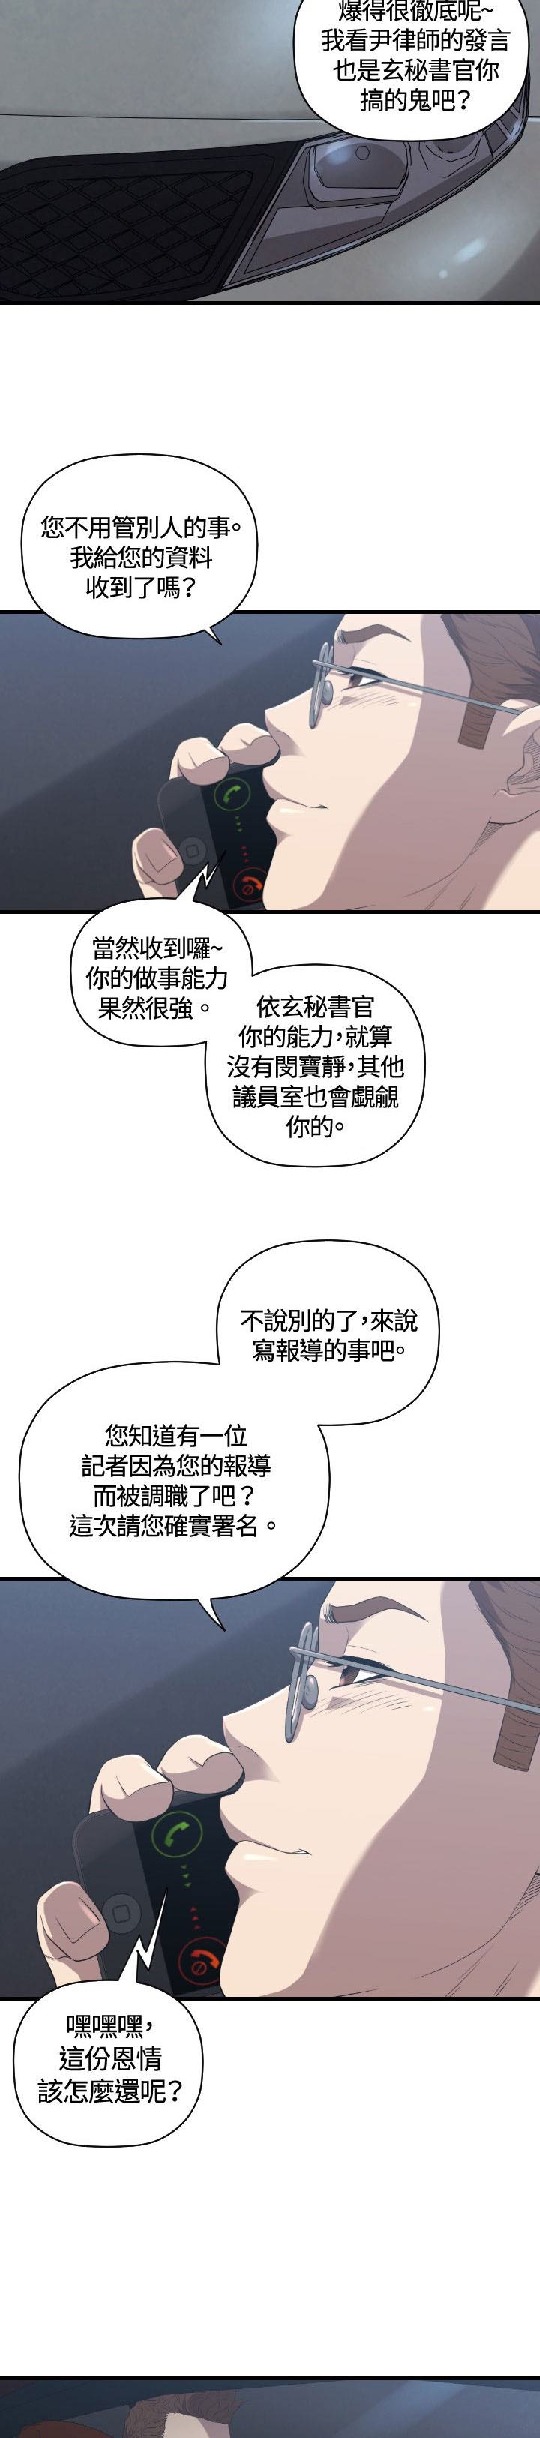 爆得很徹底呢~
我看尹律師的發言
也是玄秘書官你
搞的鬼吧？
您不用管別人的事。
我給您的資料
收到了嗎？
當然收到囉~
你的做事能力
果然很強。
依玄秘書官
你的能力，就算
沒有閔寶靜，其他
議員室也會覷覦
你的。
不說別的了，來說
寫報導的事吧。
您知道有一位
記者因為您的報導
而被調職了吧？
這次請您確實署名。
嘿嘿嘿，
這份恩情
該怎麼還呢？